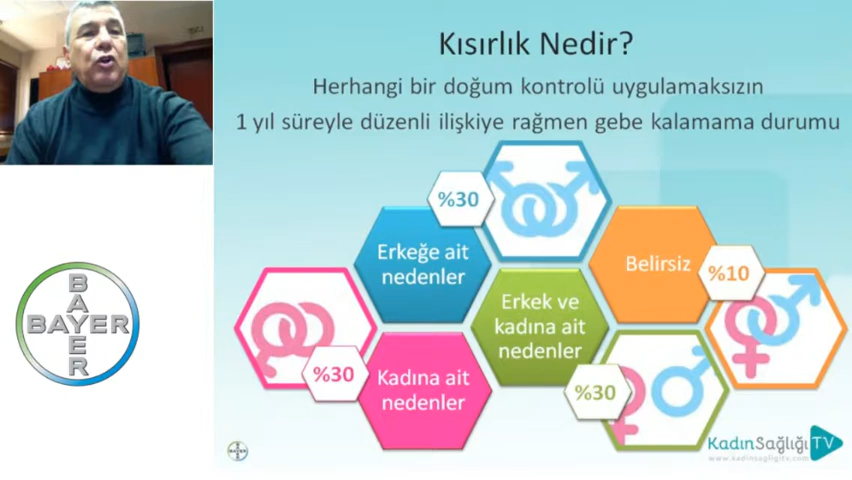 Kısırlık Nedir?
Herhangi bir doğum kontrolü uygulamaksızın
1 yıl süreyle düzenli ilişkiye rağmen gebe kalamama durumu
%30
Erkeğe ait
nedenler
Belirsiz
%10
Erkek ve
kadına ait
nedenler
%30
Kadına ait
nedenler
%30
BAYER
BAYER
KadınSağlığıTV
www.kadinsagligitv.com